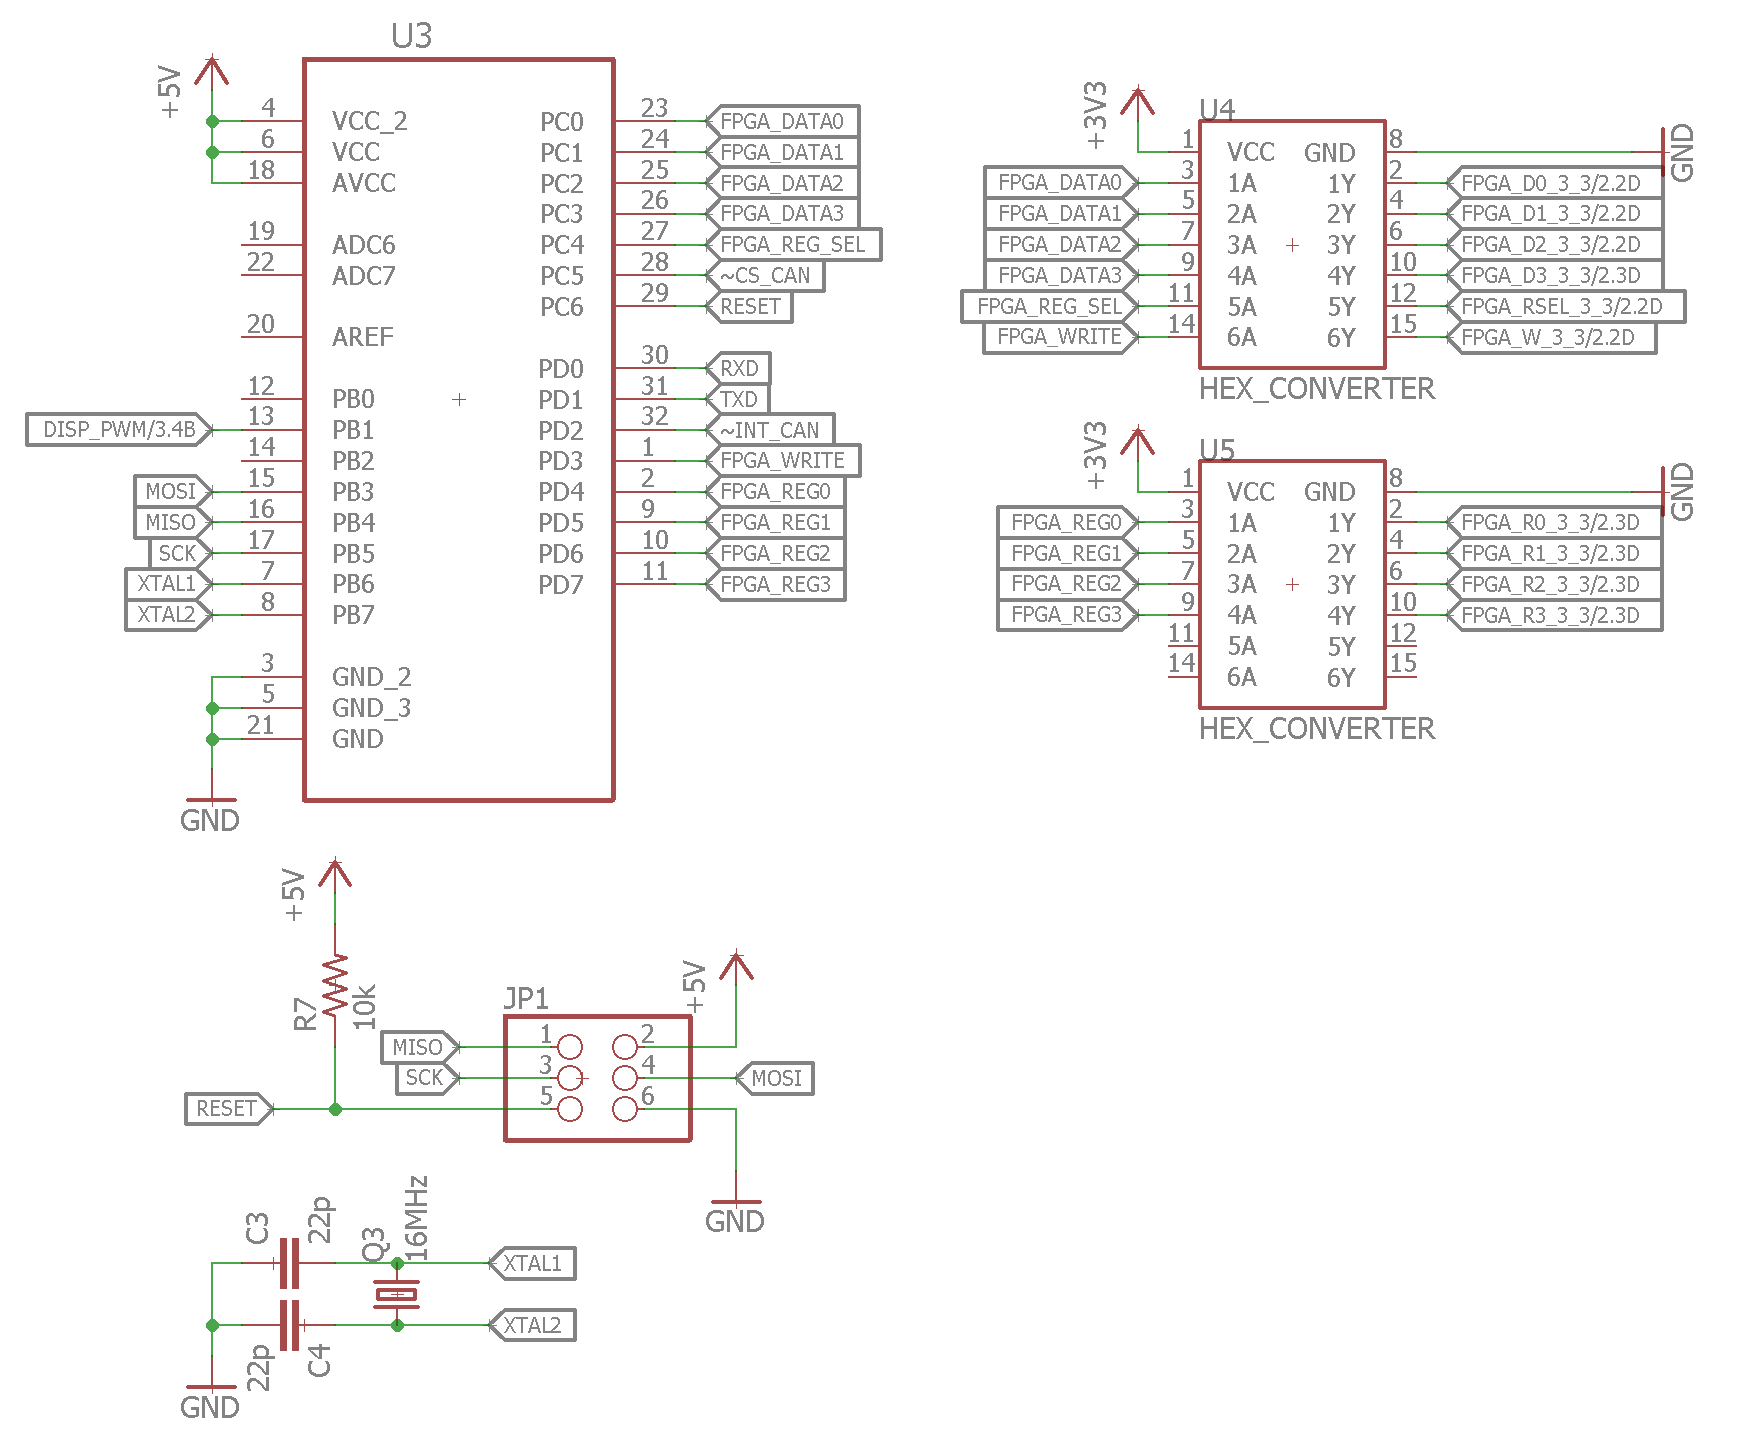 U3
+5V
4 VCC_2 PC0 23 FPGA_DATA0
6 VCC PC1 24 FPGA_DATA1
18 AVCC PC2 25 FPGA_DATA2
PC3 26 FPGA_DATA3
19 ADC6 PC4 27 FPGA_REG_SEL
22 ADC7 PC5 28 ~CS_CAN
PC6 29 RESET
20 AREF
PD0 30 RXD
12 PB0 PD1 31 TXD
DISP_PWM/3.4B 13 PB1 PD2 32 ~INT_CAN
14 PB2 PD3 1 FPGA_WRITE
MOSI 15 PB3 PD4 2 FPGA_REG0
MISO 16 PB4 PD5 9 FPGA_REG1
SCK 17 PB5 PD6 10 FPGA_REG2
XTAL1 7 PB6 PD7 11 FPGA_REG3
XTAL2 8 PB7
3 GND_2
5 GND_3
21 GND
GND
U4
+3V3
1 VCC GND 8 GND
FPGA_DATA0 3 1A 1Y 2 FPGA_D0_3_3/2.2D
FPGA_DATA1 5 2A 2Y 4 FPGA_D1_3_3/2.2D
FPGA_DATA2 7 3A 3Y 6 FPGA_D2_3_3/2.2D
FPGA_DATA3 9 4A 4Y 10 FPGA_D3_3_3/2.3D
FPGA_REG_SEL 11 5A 5Y 12 FPGA_RSEL_3_3/2.2D
FPGA_WRITE 14 6A 6Y 15 FPGA_W_3_3/2.2D
HEX_CONVERTER
U5
+3V3
1 VCC GND 8 GND
FPGA_REG0 3 1A 1Y 2 FPGA_R0_3_3/2.3D
FPGA_REG1 5 2A 2Y 4 FPGA_R1_3_3/2.3D
FPGA_REG2 7 3A 3Y 6 FPGA_R2_3_3/2.3D
FPGA_REG3 9 4A 4Y 10 FPGA_R3_3_3/2.3D
11 5A 5Y 12
14 6A 6Y 15
HEX_CONVERTER
+5V
R7 10k
JP1
+5V
MISO 1 2
SCK 3 4 MOSI
RESET 5 6
GND
C3 22p Q3 16MHz
XTAL1
XTAL2
22p C4
GND